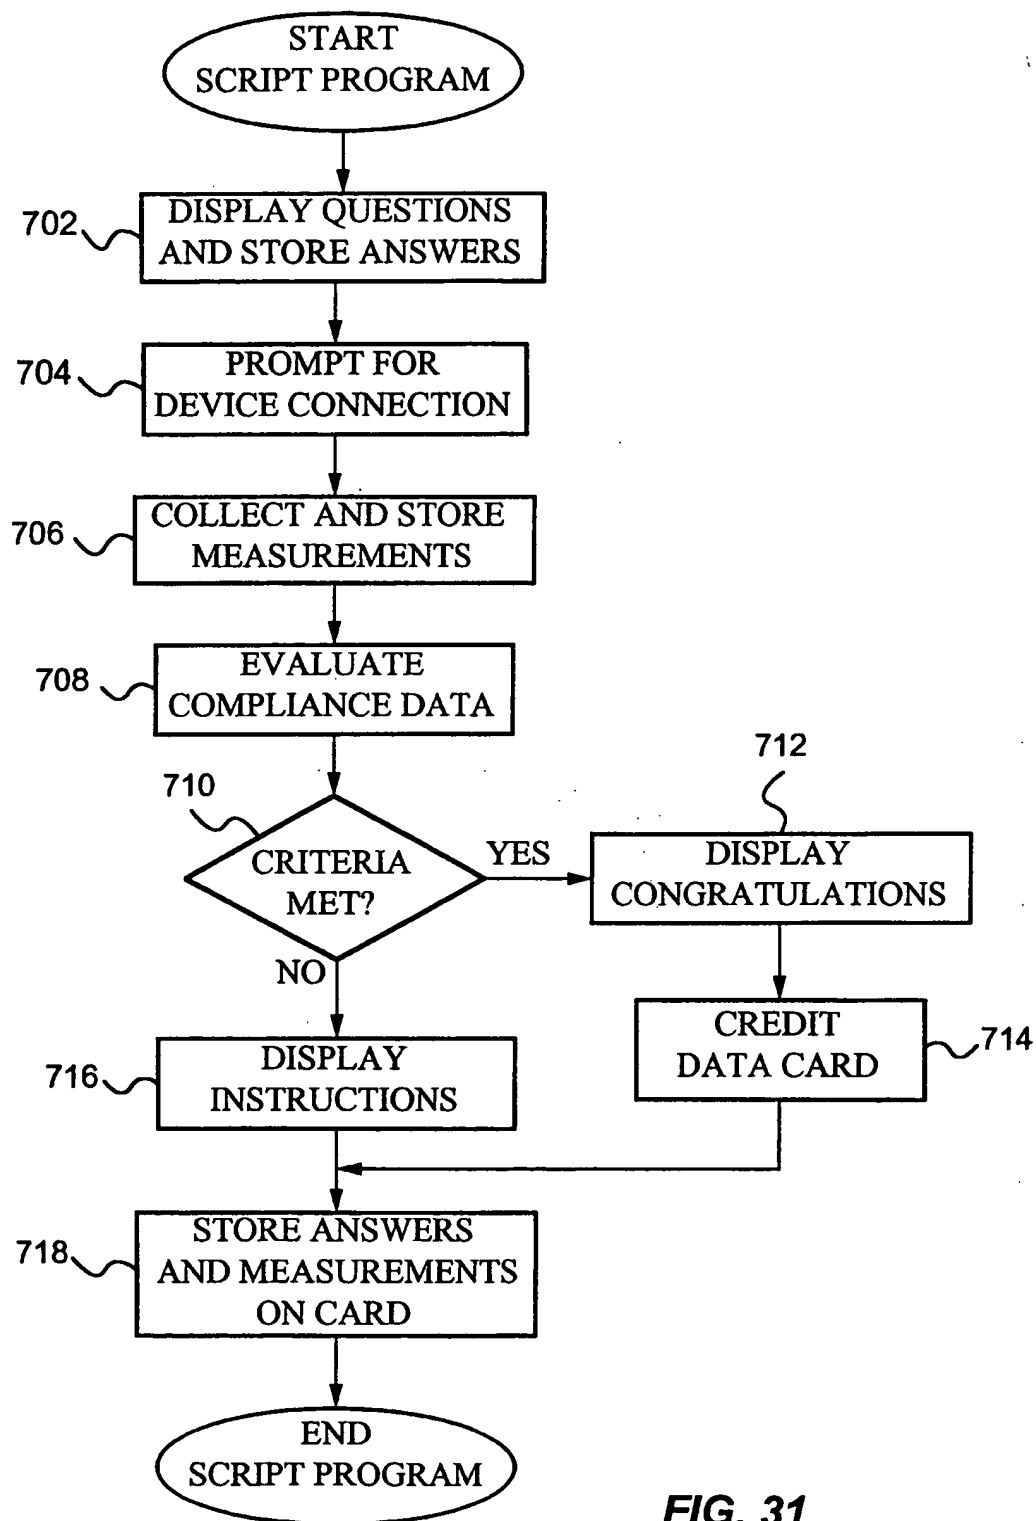 START
SCRIPT PROGRAM
702
DISPLAY QUESTIONS
AND STORE ANSWERS
704
PROMPT FOR
DEVICE CONNECTION
706
COLLECT AND STORE
MEASUREMENTS
708
EVALUATE
COMPLIANCE DATA
710
CRITERIA
MET?
YES
712
DISPLAY
CONGRATULATIONS
NO
CREDIT
DATA CARD
714
716
DISPLAY
INSTRUCTIONS
718
STORE ANSWERS
AND MEASUREMENTS
ON CARD
END
SCRIPT PROGRAM
FIG. 31